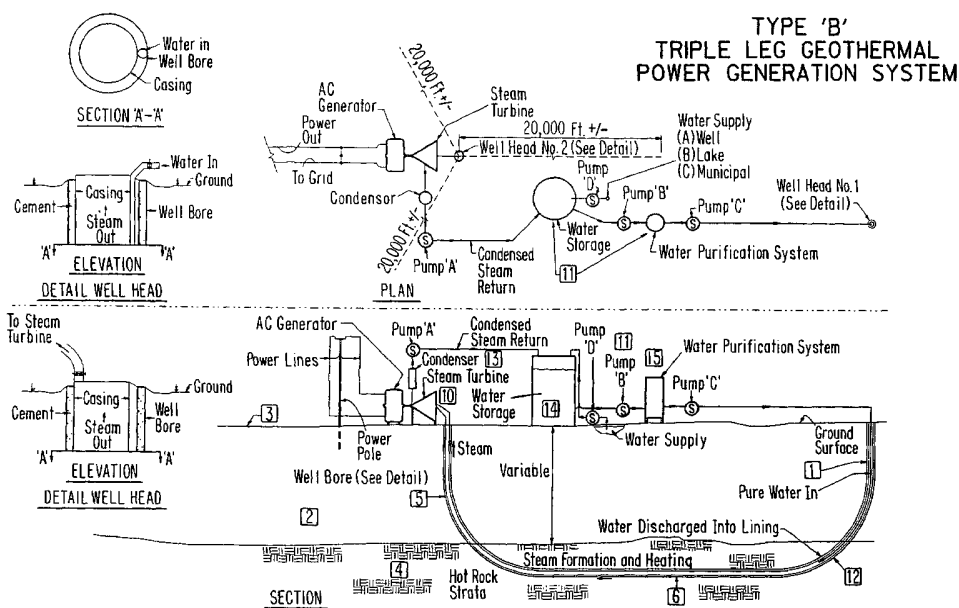 TYPE 'B'
TRIPLE LEG GEOTHERMAL
POWER GENERATION SYSTEM
Water in
Well Bore
Casing
SECTION 'A'-'A'
Water In
Casing
Ground
Cement
Steam
Out
Well Bore
'A'
'A'
ELEVATION
DETAIL WELL HEAD
20,000 Ft. +/-
AC
Generator
Power
Out
To Grid
Steam
Turbine
20,000 Ft. +/-
Well Head No. 2 (See Detail)
Condensor
20,000 Ft. +/-
Pump 'A'
Condensed
Steam
Return
PLAN
Water Supply
(A) Well
(B) Lake
(C) Municipal
Pump
'D'
Pump 'B'
Pump 'C'
Water
Storage
11
Water Purification
System
Well Head No. 1
(See Detail)
To Steam
Turbine
Ground
Casing
Cement
Steam
Out
Well
Bore
'A'
'A'
ELEVATION
DETAIL WELL HEAD
AC Generator
Power Lines
Pump 'A'
Condensed
Steam Return
13
Condenser
Steam Turbine
10
Water
Storage
14
Pump
'D'
11
Pump
'B'
15
Water Purification System
Pump 'C'
3
Power
Pole
Steam
Water Supply
Ground
Surface
Variable
1
Well Bore (See Detail)
5
Pure Water In
2
Water Discharged Into Lining
Steam Formation and Heating
4
Hot Rock
Strata
6
12
SECTION